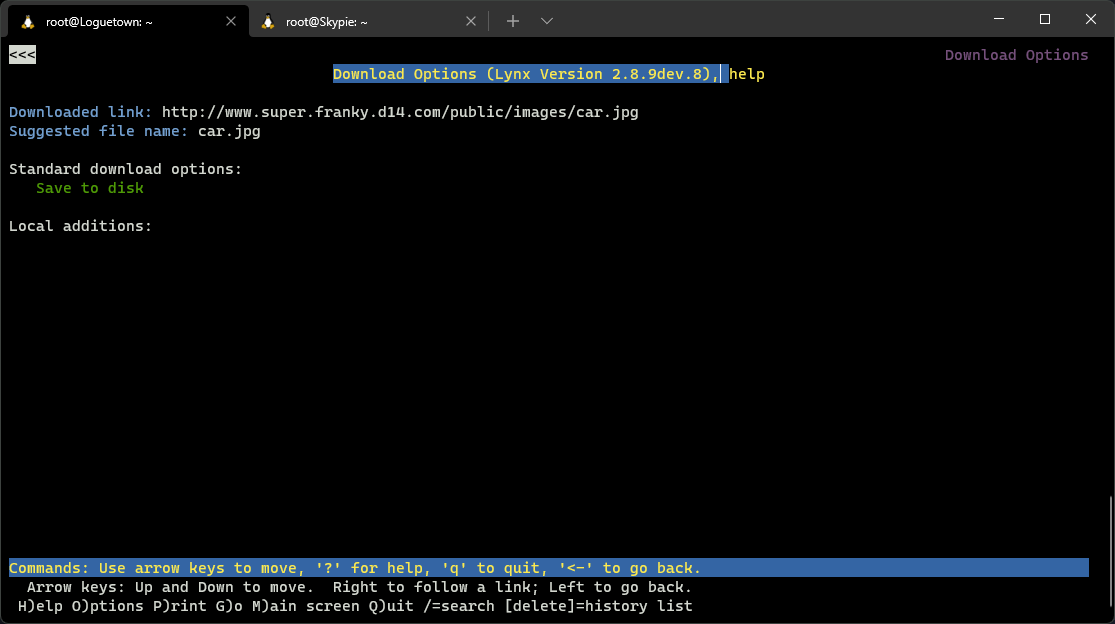 root@Loguetown: ~ root@Skypie: ~
<<< Download Options
Download Options (Lynx Version 2.8.9dev.8), help
Downloaded link: http://www.super.franky.d14.com/public/images/car.jpg
Suggested file name: car.jpg
Standard download options:
Save to disk
Local additions:
Commands: Use arrow keys to move, '?' for help, 'q' to quit, '<-' to go back.
Arrow keys: Up and Down to move.  Right to follow a link; Left to go back.
H)elp O)ptions P)rint G)o M)ain screen Q)uit /=search [delete]=history list